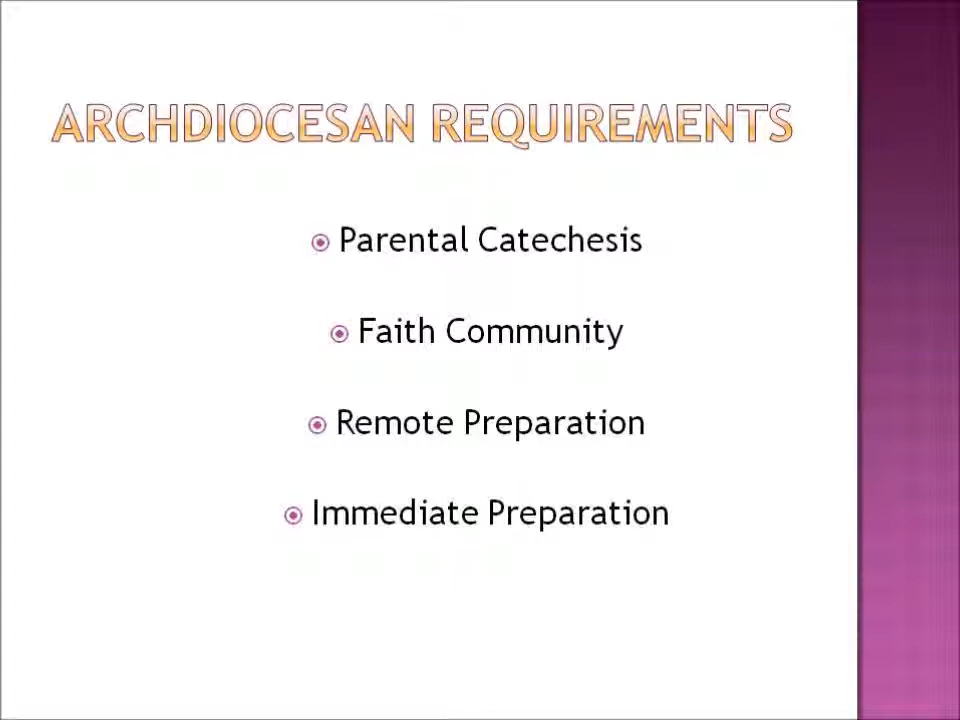 ARCHDIOCESAN REQUIREMENTS
Parental Catechesis
Faith Community
Remote Preparation
Immediate Preparation